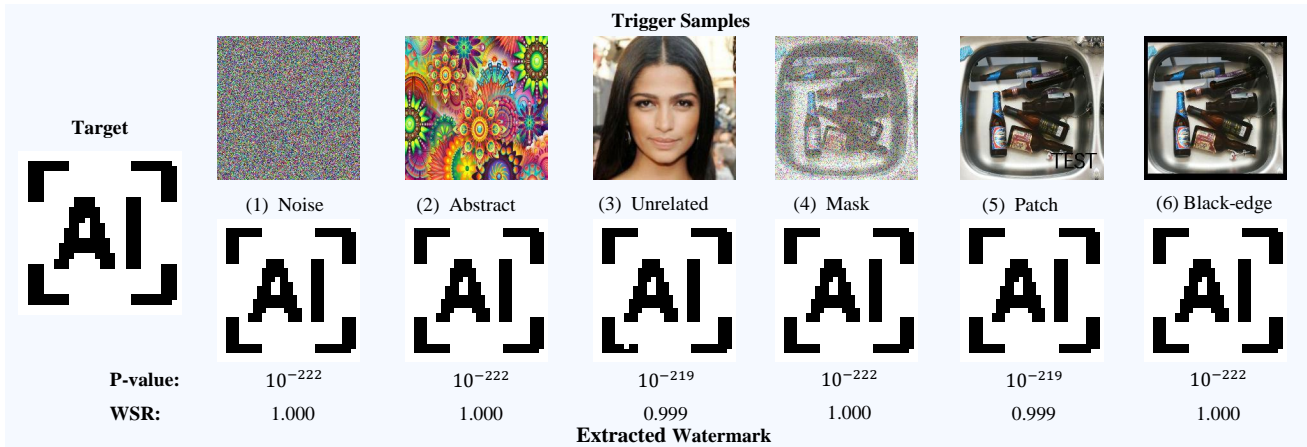 Trigger Samples
Target
TEST
(1) Noise
(2) Abstract
(3) Unrelated
(4) Mask
(5) Patch
(6) Black-edge
AI
AI
AI
AI
AI
AI
AI
P-value:
10⁻²²²
10⁻²²²
10⁻²¹⁹
10⁻²²²
10⁻²¹⁹
10⁻²²²
WSR:
1.000
1.000
0.999
1.000
0.999
1.000
Extracted Watermark